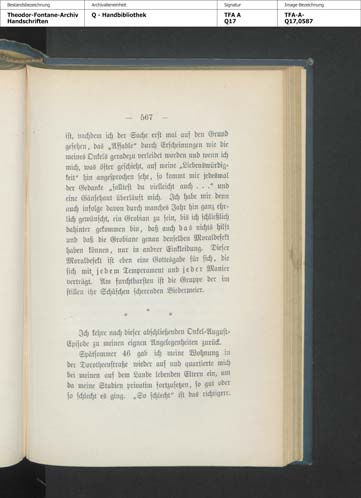 Bestandsbezeichnung
Theodor-Fontane-Archiv
Handschriften
Archivalieneinheit
Q - Handbibliothek
Signatur
TFA A
Q17
Image Bezeichnung
TFA-A-
Q17,0587
— 567 —
ist, nachdem ich der Sache erst mal auf den Grund
gesehen, das „Affable“ durch Erscheinungen wie die
meines Onkels geradezu verleidet worden und wenn ich
mich, was öfter geschieht, auf meine „Liebenswürdig-
keit“ hin angesprochen sehe, so kommt mir jedesmal
der Gedanke „solltest du vielleicht auch . . .“ und
eine Gänsehaut überläuft mich. Ich habe mir denn
auch infolge davon durch manches Jahr hin ganz ehr-
lich gewünscht, ein Grobian zu sein, bis ich schließlich
dahinter gekommen bin, daß auch das nichts hilft
und daß die Grobiane genau denselben Moraldefekt
haben können, nur in andrer Einkleidung. Dieser
Moraldefekt ist eben eine Gottesgabe für sich, die
sich mit jedem Temperament und jeder Manier
verträgt. Am furchtbarsten ist die Gruppe der im
stillen ihr Schäfchen scherenden Biedermeier.
* * *
Ich kehre nach dieser abschließenden Onkel-August-
Episode zu meinen eignen Angelegenheiten zurück.
Spätsommer 46 gab ich meine Wohnung in
der Dorotheenstraße wieder auf und quartierte mich
bei meinen auf dem Lande lebenden Eltern ein, um
da meine Studien privatim fortzusetzen, so gut oder
so schlecht es ging. „So schlecht“ ist das richtigere.